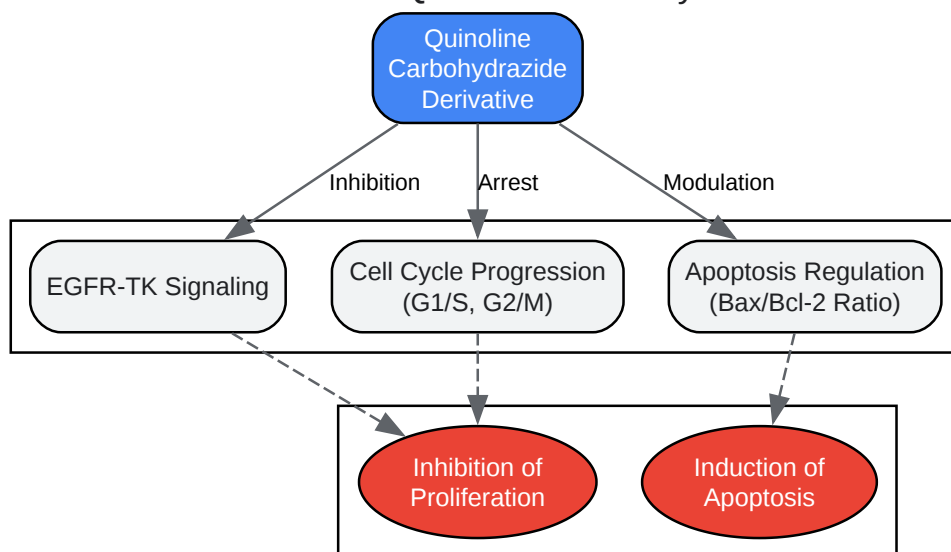 Quinoline
Carbohydrazide
Derivative
Inhibition
Arrest
Modulation
EGFR-TK Signaling
Cell Cycle Progression
(G1/S, G2/M)
Apoptosis Regulation
(Bax/Bcl-2 Ratio)
Inhibition of
Proliferation
Induction of
Apoptosis